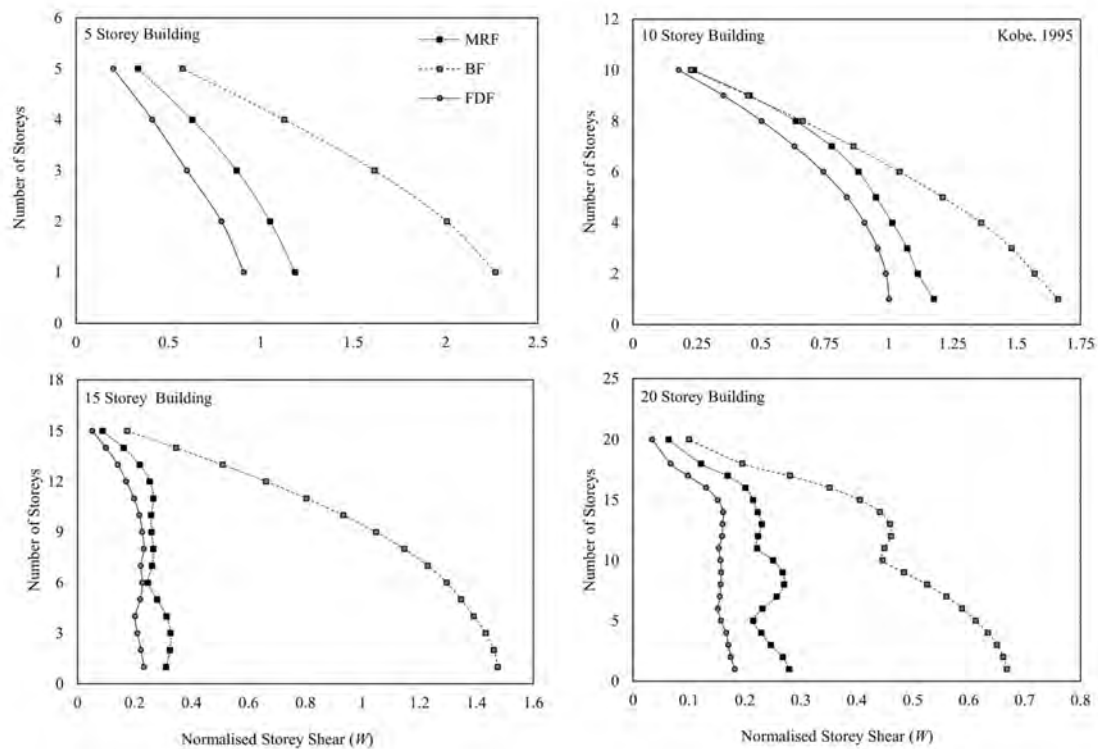 5 Storey Building
MRF
BF
FDF
Number of Storeys
6
5
4
3
2
1
0
0 0.5 1 1.5 2 2.5
10 Storey Building
Kobe, 1995
Number of Storeys
12
10
8
6
4
2
0
0 0.25 0.5 0.75 1 1.25 1.5 1.75
15 Storey Building
Number of Storeys
18
15
12
9
6
3
0
0 0.2 0.4 0.6 0.8 1 1.2 1.4 1.6
Normalised Storey Shear (W)
20 Storey Building
Number of Storeys
25
20
15
10
5
0
0 0.1 0.2 0.3 0.4 0.5 0.6 0.7 0.8
Normalised Storey Shear (W)